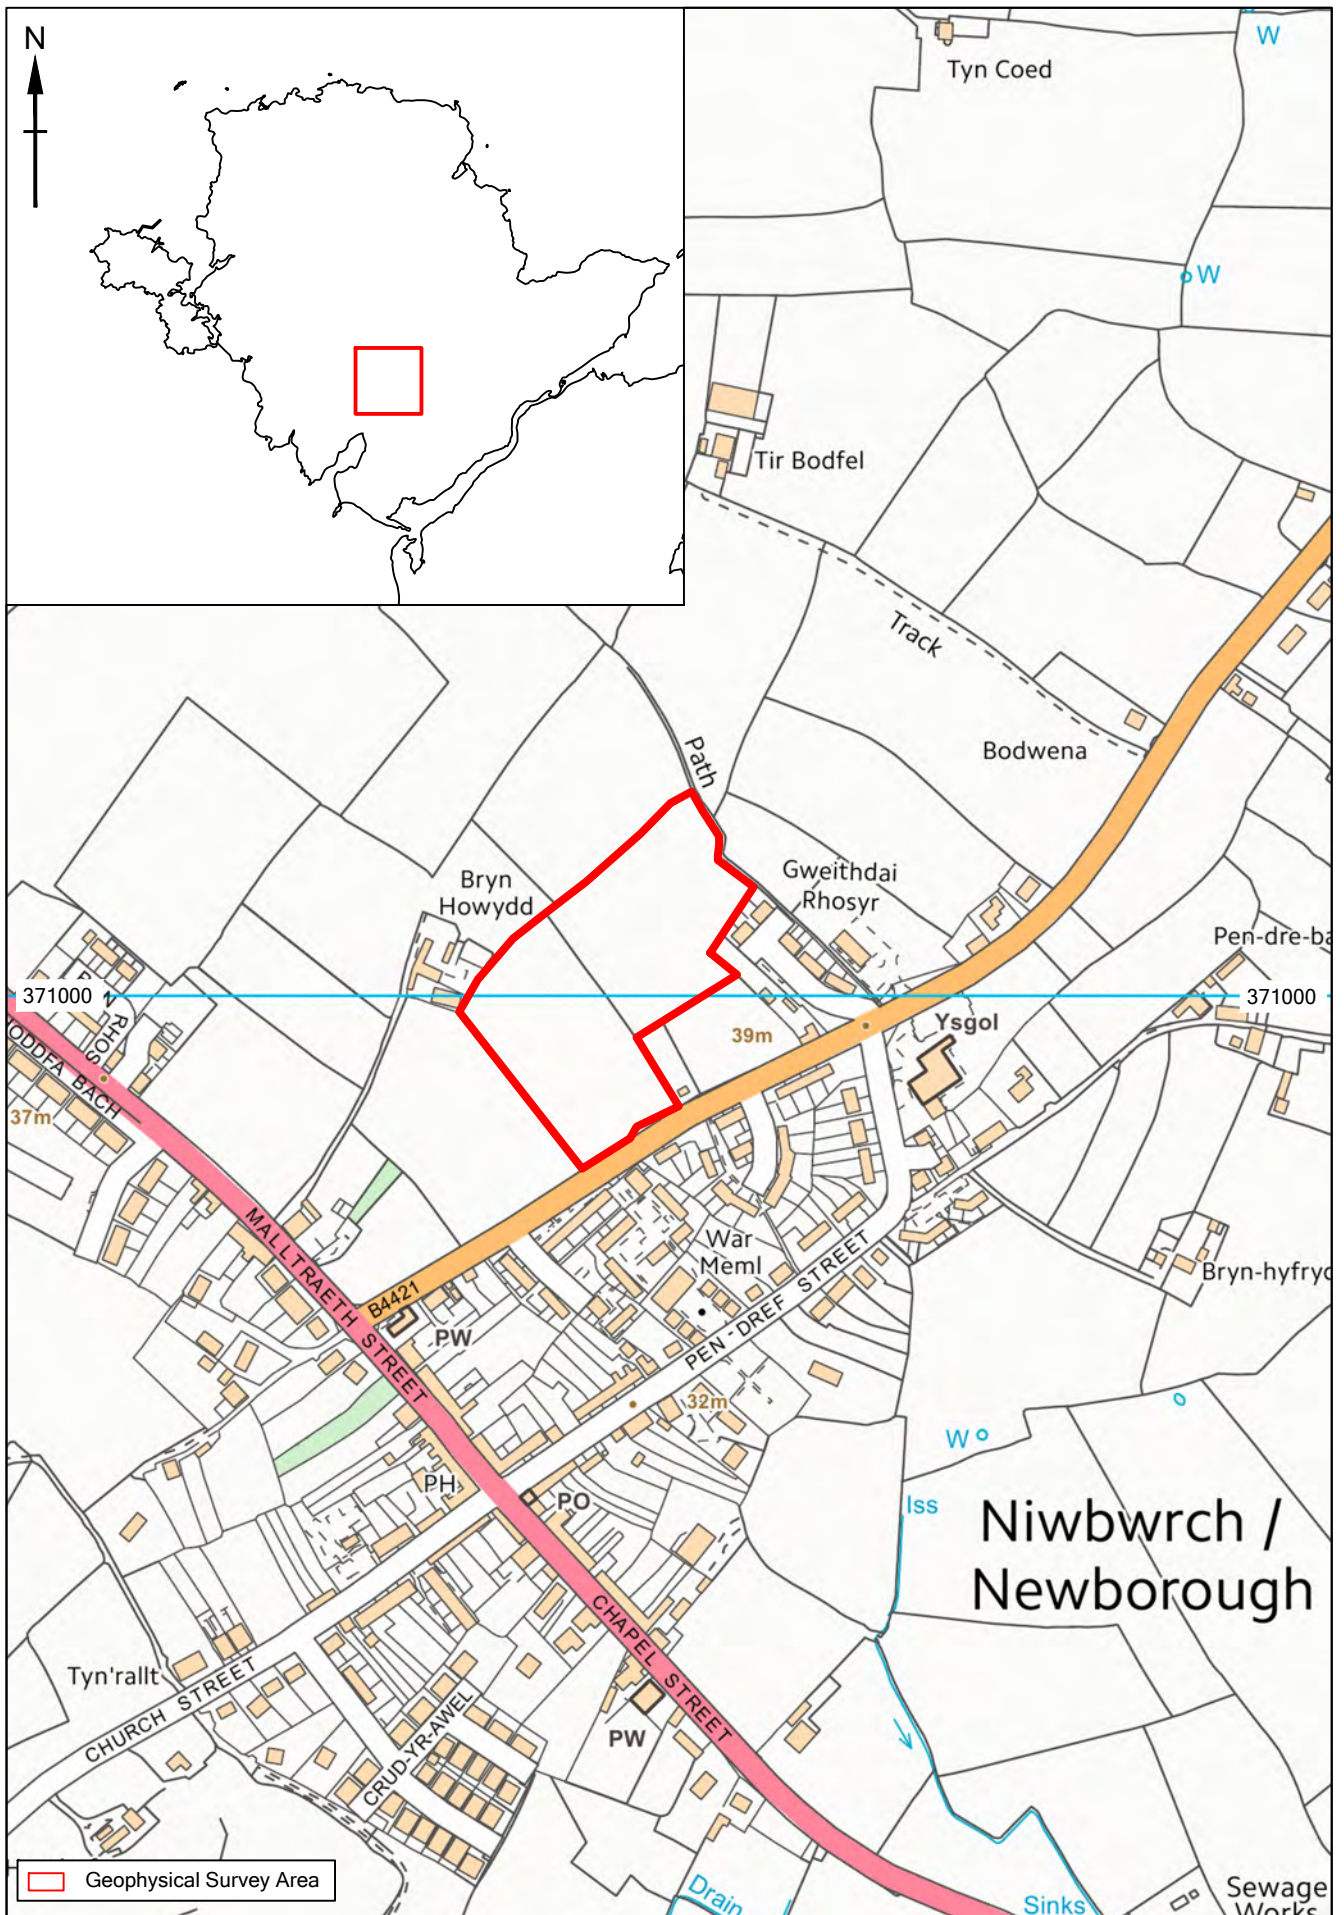 N
Tyn Coed
W
W
Tir Bodfel
Track
Path
Bodwena
Bryn
Howydd
Gweithdai
Rhosyr
Pen-dre-ba
371000
371000
RHOS
ODDFA BACH
39m
Ysgol
37m
MALLTRAETH STREET
B4421
PW
War
Meml
PEN-DREF STREET
Bryn-hyfryd
32m
W
PH
PO
Iss
Niwbwrch /
Newborough
CHAPEL STREET
Tyn'rallt
CHURCH STREET
CRUD-YR-AWEL
PW
Geophysical Survey Area
Drain
Sinks
Sewage
Works